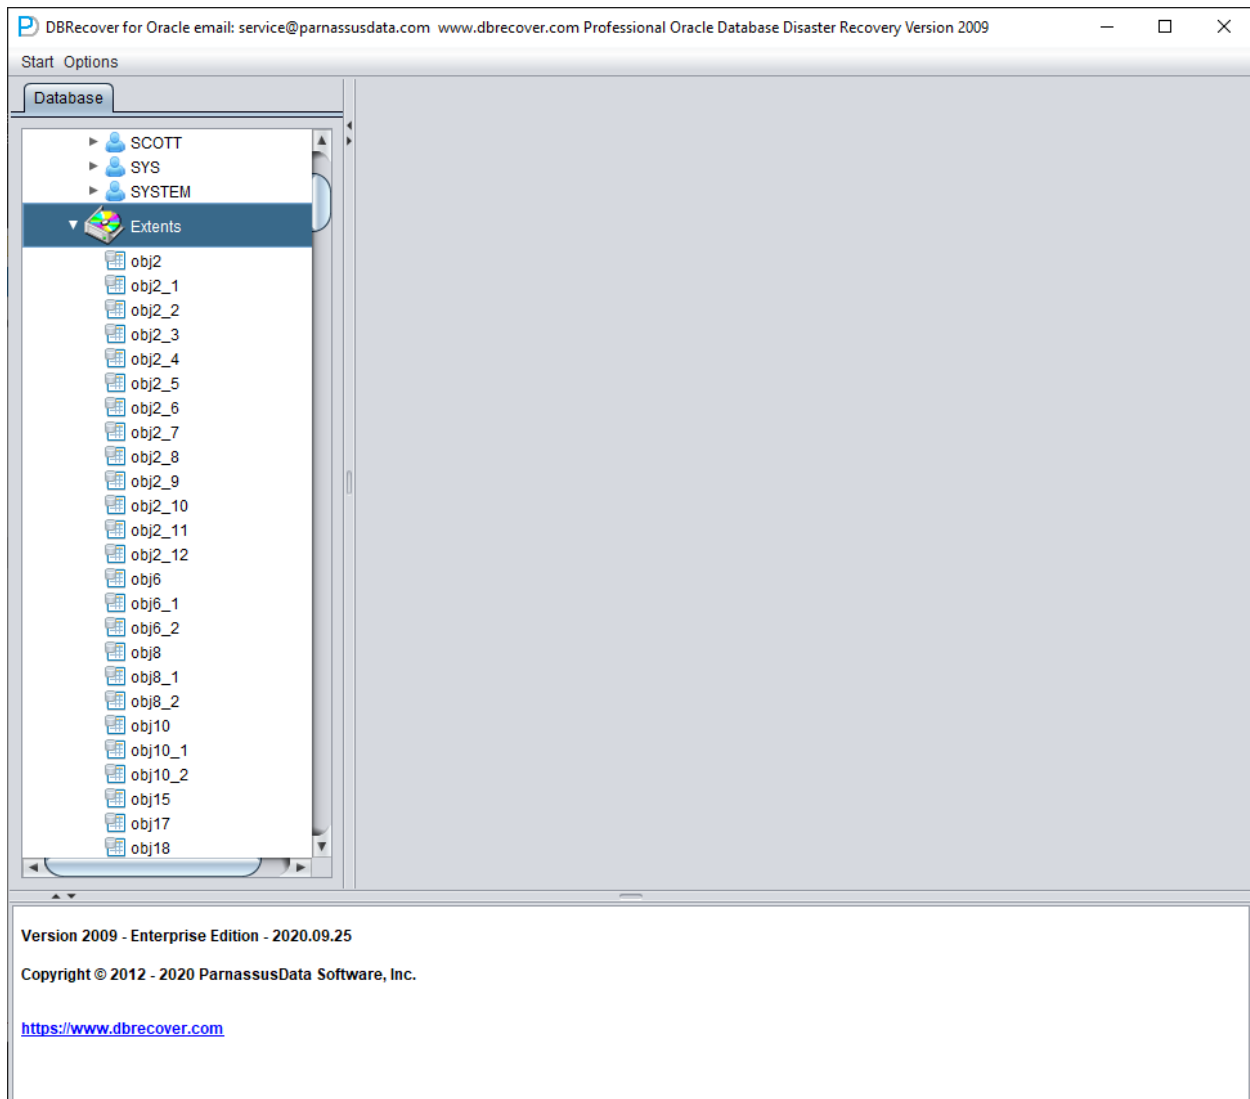 DBRecover for Oracle email: service@parnassusdata.com www.dbrecover.com Professional Oracle Database Disaster Recovery Version 2009
Start Options
Database
SCOTT
SYS
SYSTEM
Extents
obj2
obj2_1
obj2_2
obj2_3
obj2_4
obj2_5
obj2_6
obj2_7
obj2_8
obj2_9
obj2_10
obj2_11
obj2_12
obj6
obj6_1
obj6_2
obj8
obj8_1
obj8_2
obj10
obj10_1
obj10_2
obj15
obj17
obj18
Version 2009 - Enterprise Edition - 2020.09.25
Copyright © 2012 - 2020 ParnassusData Software, Inc.
https://www.dbrecover.com